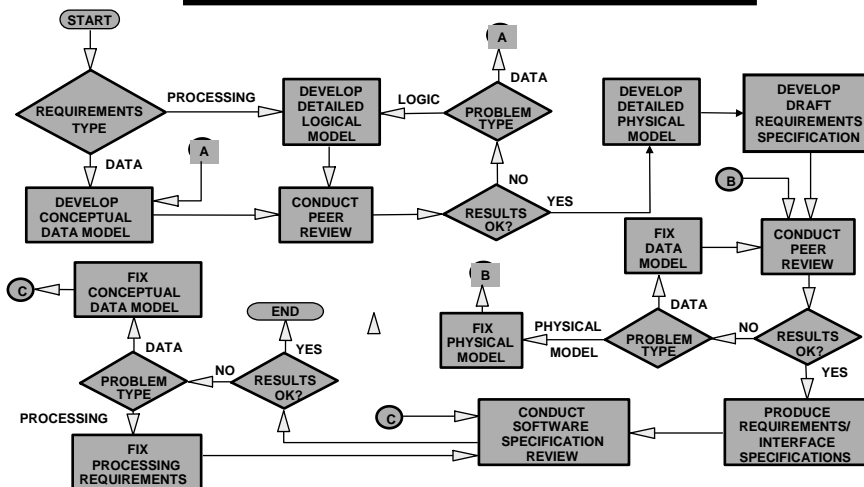 START
REQUIREMENTS
TYPE
PROCESSING
DATA
A
DEVELOP
CONCEPTUAL
DATA MODEL
DEVELOP
DETAILED
LOGICAL
MODEL
LOGIC
A
DATA
PROBLEM
TYPE
NO
CONDUCT
PEER
REVIEW
RESULTS
OK?
YES
DEVELOP
DETAILED
PHYSICAL
MODEL
DEVELOP
DRAFT
REQUIREMENTS
SPECIFICATION
B
CONDUCT
PEER
REVIEW
FIX
DATA
MODEL
DATA
B
FIX
PHYSICAL
MODEL
PHYSICAL
MODEL
PROBLEM
TYPE
NO
RESULTS
OK?
YES
PRODUCE
REQUIREMENTS/
INTERFACE
SPECIFICATIONS
C
CONDUCT
SOFTWARE
SPECIFICATION
REVIEW
END
YES
RESULTS
OK?
NO
PROBLEM
TYPE
DATA
FIX
CONCEPTUAL
DATA MODEL
C
PROCESSING
FIX
PROCESSING
REQUIREMENTS